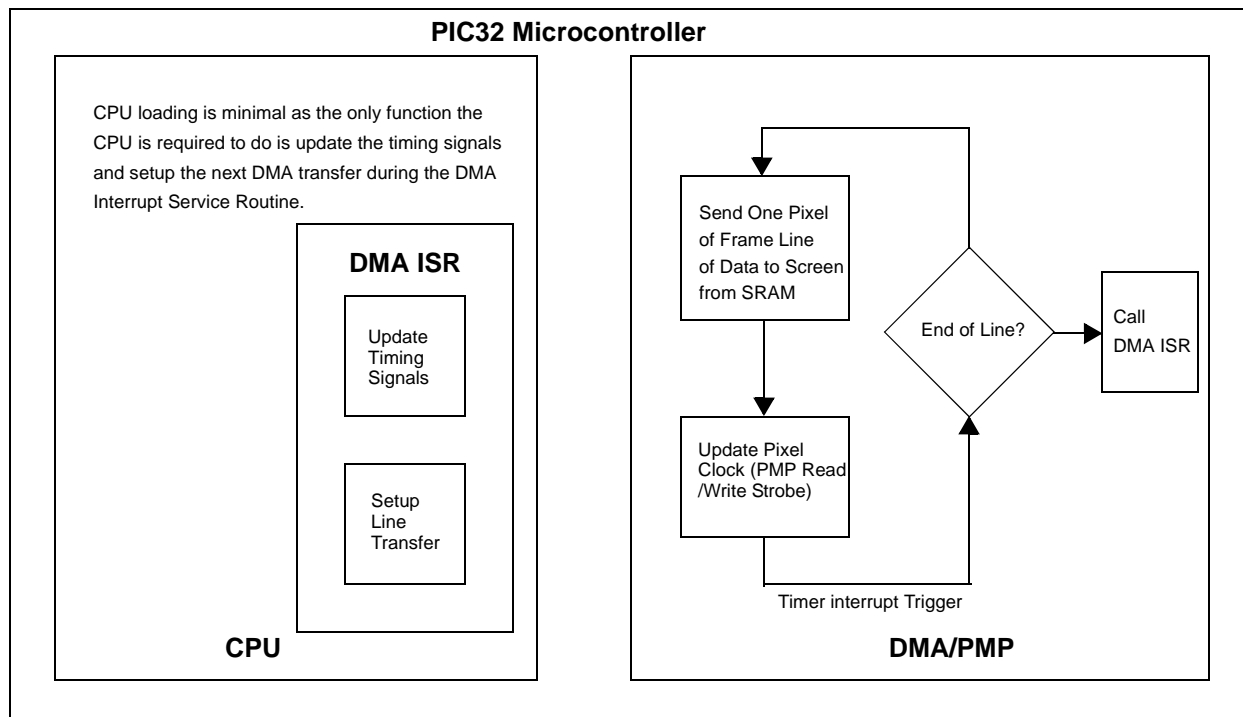 PIC32 Microcontroller
CPU loading is minimal as the only function the
CPU is required to do is update the timing signals
and setup the next DMA transfer during the DMA
Interrupt Service Routine.
DMA ISR
Update
Timing
Signals
Setup
Line
Transfer
CPU
Send One Pixel
of Frame Line
of Data to Screen
from SRAM
End of Line?
Call
DMA ISR
Update Pixel
Clock (PMP Read
/Write Strobe)
Timer interrupt Trigger
DMA/PMP